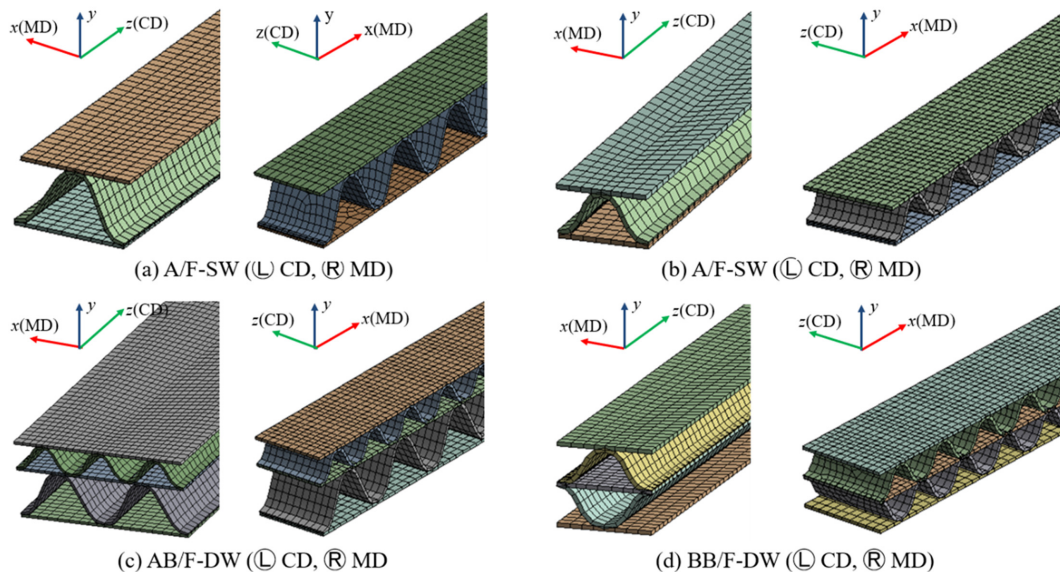 y
x(MD)
z(CD)
y
z(CD)
x(MD)
(a) A/F-SW (Ⓛ CD, Ⓡ MD)
y
x(MD)
z(CD)
y
z(CD)
x(MD)
(b) A/F-SW (Ⓛ CD, Ⓡ MD)
y
x(MD)
z(CD)
y
z(CD)
x(MD)
(c) AB/F-DW (Ⓛ CD, Ⓡ MD
y
x(MD)
z(CD)
y
z(CD)
x(MD)
(d) BB/F-DW (Ⓛ CD, Ⓡ MD)